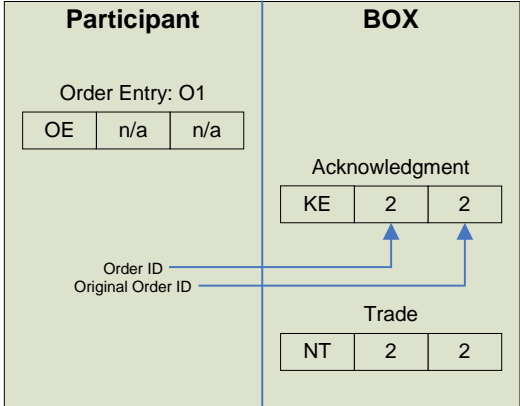 Participant BOX
Order Entry: O1
OE n/a n/a
Acknowledgment
KE 2 2
Order ID
Original Order ID
Trade
NT 2 2